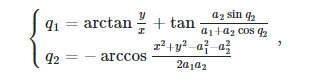 q₁ = arctan y/x + tan (a₂ sin q₂)/(a₁+a₂ cos q₂)
q₂ = − arccos (x²+y²−a₁²−a₂²)/(2a₁a₂) ,